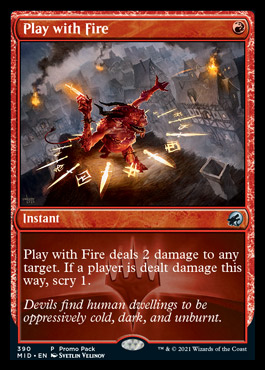 Play with Fire
Instant
Play with Fire deals 2 damage to any
target. If a player is dealt damage this
way, scry 1.
Devils find human dwellings to be
oppressively cold, dark, and unburnt.
390 P Promo Pack
MID • EN SVETLIN VELINOV
™ & © 2021 Wizards of the Coast